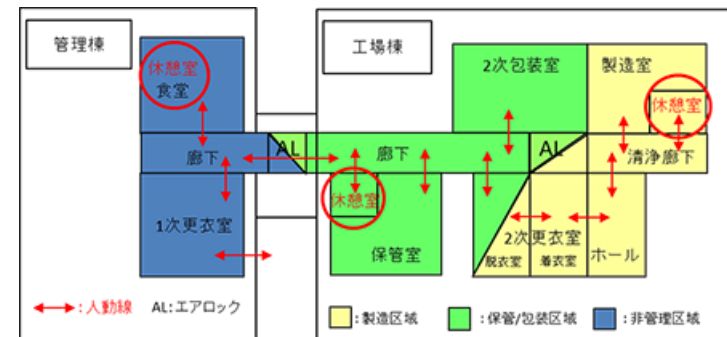 管理棟
工場棟
休憩室
食堂
2次包装室
製造室
休憩室
廊下
AL
廊下
AL
清浄廊下
休憩室
1次更衣室
保管室
2次更衣室
脱衣室
着衣室
ホール
:人動線
AL:エアロック
:製造区域
:保管/包装区域
:非管理区域